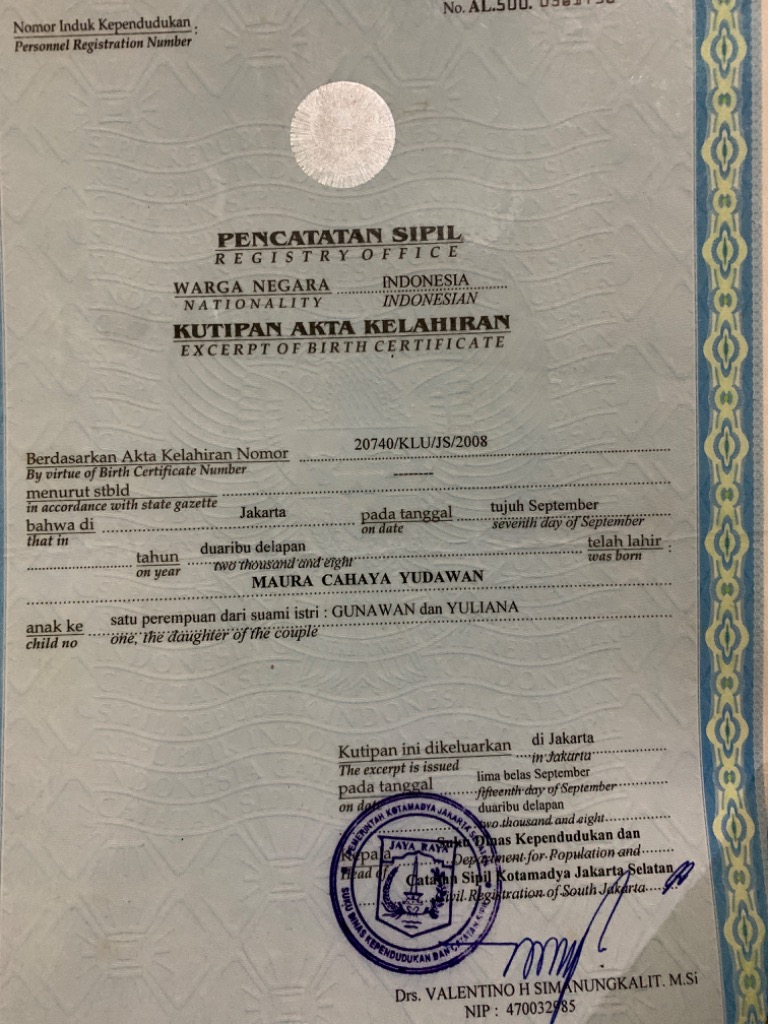 No. AL.500.
Nomor Induk Kependudukan :
Personnel Registration Number
PENCATATAN SIPIL
REGISTRY OFFICE
WARGA NEGARA INDONESIA
NATIONALITY INDONESIAN
KUTIPAN AKTA KELAHIRAN
EXCERPT OF BIRTH CERTIFICATE
Berdasarkan Akta Kelahiran Nomor 20740/KLU/JS/2008
By virtue of Birth Certificate Number --------
menurut stbld
in accordance with state gazette
bahwa di Jakarta pada tanggal tujuh September
that in on date seventh day of September
tahun duaribu delapan telah lahir :
on year two thousand and eight was born
MAURA CAHAYA YUDAWAN
anak ke satu perempuan dari suami istri : GUNAWAN dan YULIANA
child no one, the daughter of the couple
Kutipan ini dikeluarkan di Jakarta
The excerpt is issued in Jakarta
pada tanggal lima belas September
on date fifteenth day of September
duaribu delapan
two thousand and eight
Suku Dinas Kependudukan dan
Kepala Department for Population and
Head of Catatan Sipil Kotamadya Jakarta Selatan
Civil Registration of South Jakarta
PEMERINTAH KOTAMADYA JAKARTA SELATAN
JAYA RAYA
SUKU DINAS KEPENDUDUKAN DAN CATATAN SIPIL
Drs. VALENTINO H SIMANUNGKALIT. M.Si
NIP : 470032985